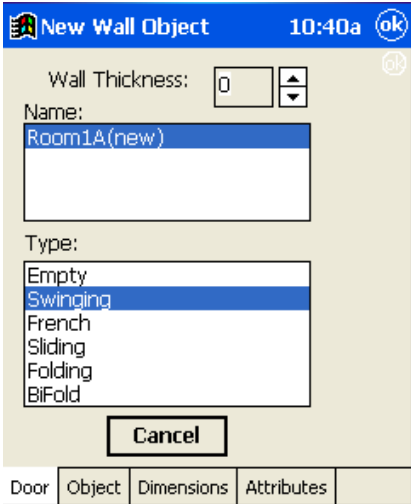 New Wall Object 10:40a ok
ok
Wall Thickness: 0
Name:
Room1A(new)
Type:
Empty
Swinging
French
Sliding
Folding
BiFold
Cancel
Door Object Dimensions Attributes